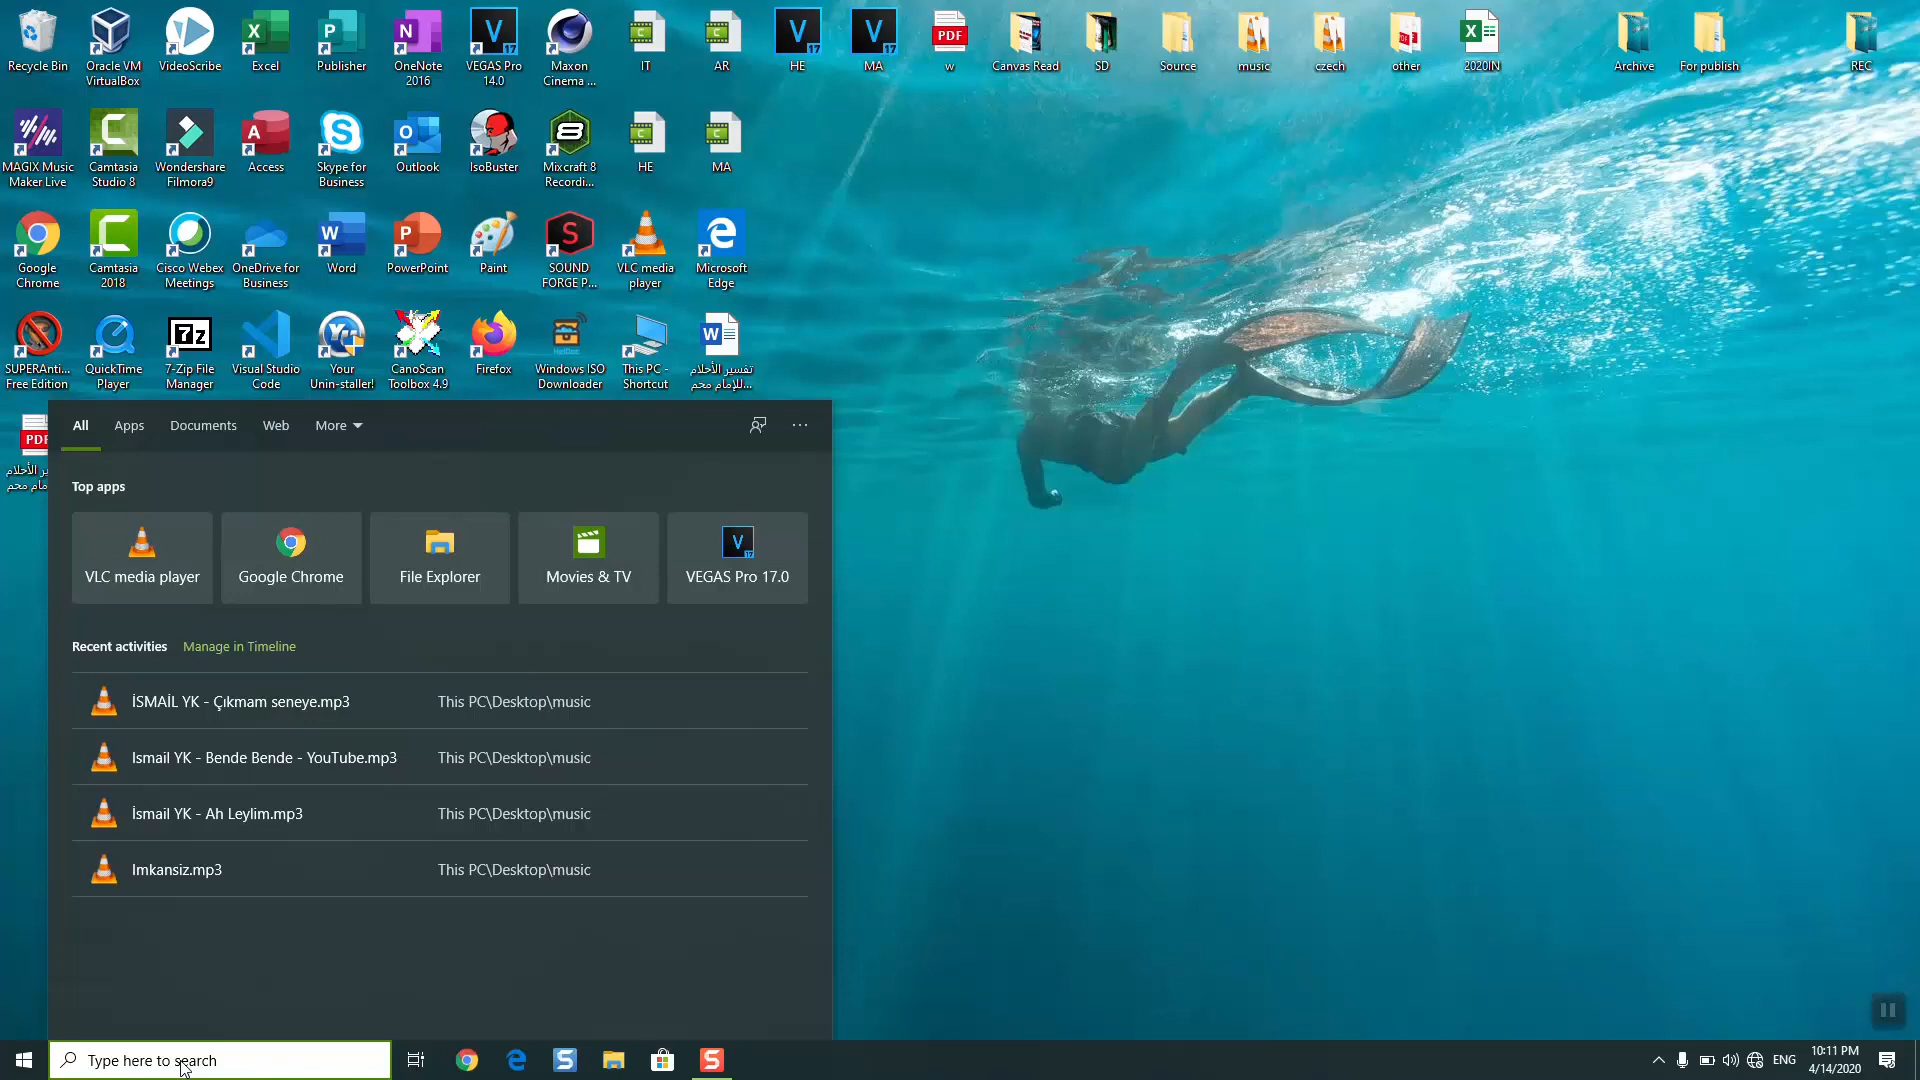 Recycle Bin
Oracle VM
VirtualBox
VideoScribe
Excel
Publisher
OneNote
2016
VEGAS Pro
14.0
Maxon
Cinema ...
IT
AR
HE
MA
w
Canvas Read
SD
Source
music
czech
other
2020IN
Archive
For publish
REC
MAGIX Music
Maker Live
Camtasia
Studio 8
Wondershare
Filmora9
Access
Skype for
Business
Outlook
IsoBuster
Mixcraft 8
Recordi...
HE
MA
Google
Chrome
Camtasia
2018
Cisco Webex
Meetings
OneDrive for
Business
Word
PowerPoint
Paint
SOUND
FORGE P...
VLC media
player
Microsoft
Edge
SUPERAnti...
Free Edition
QuickTime
Player
7-Zip File
Manager
Visual Studio
Code
Your
Unin-staller!
CanoScan
Toolbox 4.9
Firefox
Windows ISO
Downloader
This PC -
Shortcut
تفسير الأحلام
للإمام محم...
All
Apps
Documents
Web
More
Top apps
VLC media player
Google Chrome
File Explorer
Movies & TV
VEGAS Pro 17.0
Recent activities
Manage in Timeline
İSMAİL YK - Çıkmam seneye.mp3 This PC\Desktop\music
Ismail YK - Bende Bende - YouTube.mp3 This PC\Desktop\music
İsmail YK - Ah Leylim.mp3 This PC\Desktop\music
Imkansiz.mp3 This PC\Desktop\music
Type here to search
ENG
10:11 PM
4/14/2020